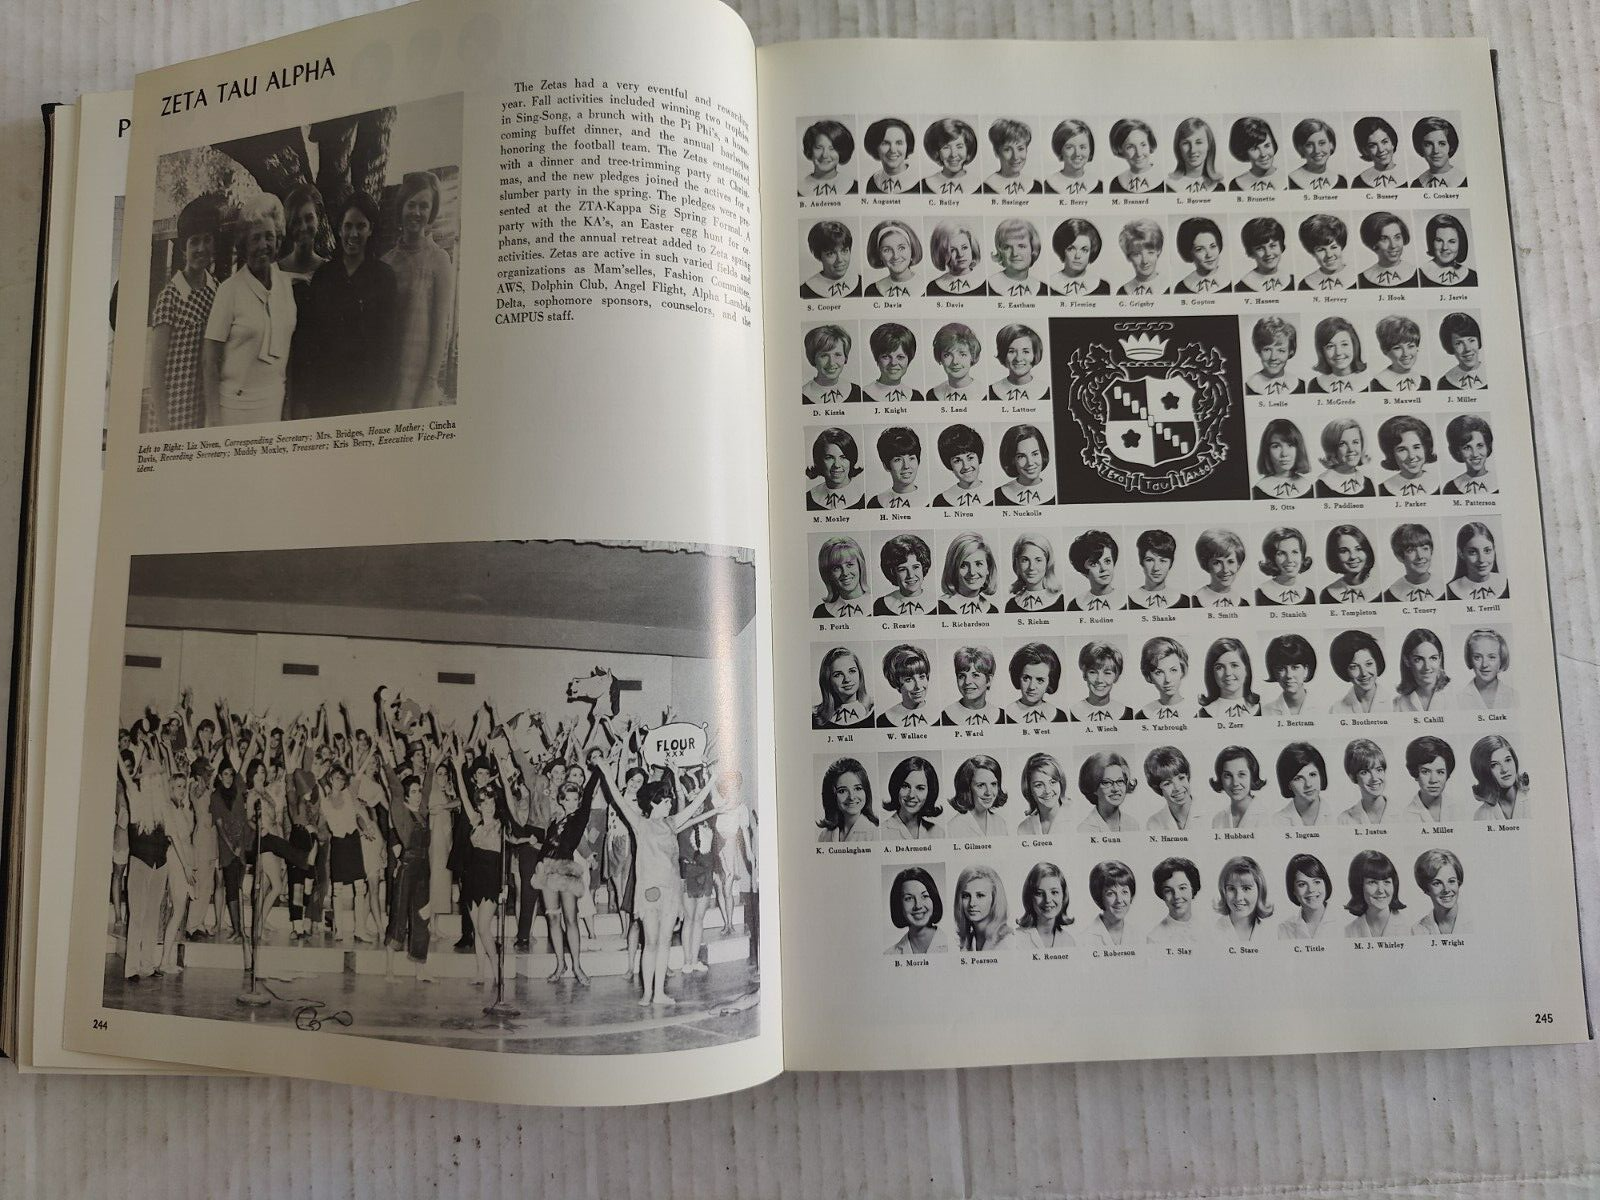 ZETA TAU ALPHA
The Zetas had a very eventful and rewarding
year. Fall activities included winning two trophies
in Sing-Song, a brunch with the Pi Phi's, a home-
coming buffet dinner, and the annual barbeque
honoring the football team. The Zetas entertained
with a dinner and tree-trimming party at Christ-
mas, and the new pledges joined the actives for a
slumber party in the spring. The pledges were pre-
sented at the ZTA-Kappa Sig Spring Formal. A
party with the KA's, an Easter egg hunt for or-
phans, and the annual retreat added to Zeta spring
activities. Zetas are active in such varied fields and
organizations as Mam'selles, Fashion Committee,
AWS, Dolphin Club, Angel Flight, Alpha Lambda
Delta, sophomore sponsors, counselors, and the
CAMPUS staff.
Left to Right: Liz Niven, Corresponding Secretary; Mrs. Bridges, House Mother; Cincha
Davis, Recording Secretary; Muddy Moxley, Treasurer; Kris Berry, Executive Vice-Pres-
ident.
FLOUR
XXX
244
B. Anderson N. Augustat C. Bailey B. Basinger K. Berry M. Branard L. Browne B. Brunette S. Burtner C. Bussey C. Cooksey
S. Cooper C. Davis S. Davis E. Eastham R. Fleming G. Grigsby B. Guyton V. Hansen N. Hervey J. Hook J. Jarvis
D. Kizzia J. Knight S. Land L. Lattner S. Leslie J. McGrede B. Maxwell J. Miller
Zeta Tau Alpha
M. Moxley H. Niven L. Niven N. Nuckolls B. Otts S. Paddison J. Parker M. Patterson
B. Porth C. Reavis L. Richardson S. Riehm F. Rudine S. Shanks B. Smith D. Stanich E. Templeton C. Tenery M. Terrill
J. Wall W. Wallace P. Ward B. West A. Wiech S. Yarbrough D. Zorr J. Bertram G. Brotherton S. Cahill S. Clark
K. Cunningham A. DeArmond L. Gilmore C. Green K. Gunn N. Harmon J. Hubbard S. Ingram L. Justus A. Miller R. Moore
B. Morris S. Pearson K. Renner C. Roberson T. Slay C. Stare C. Tittle M. J. Whirley J. Wright
245